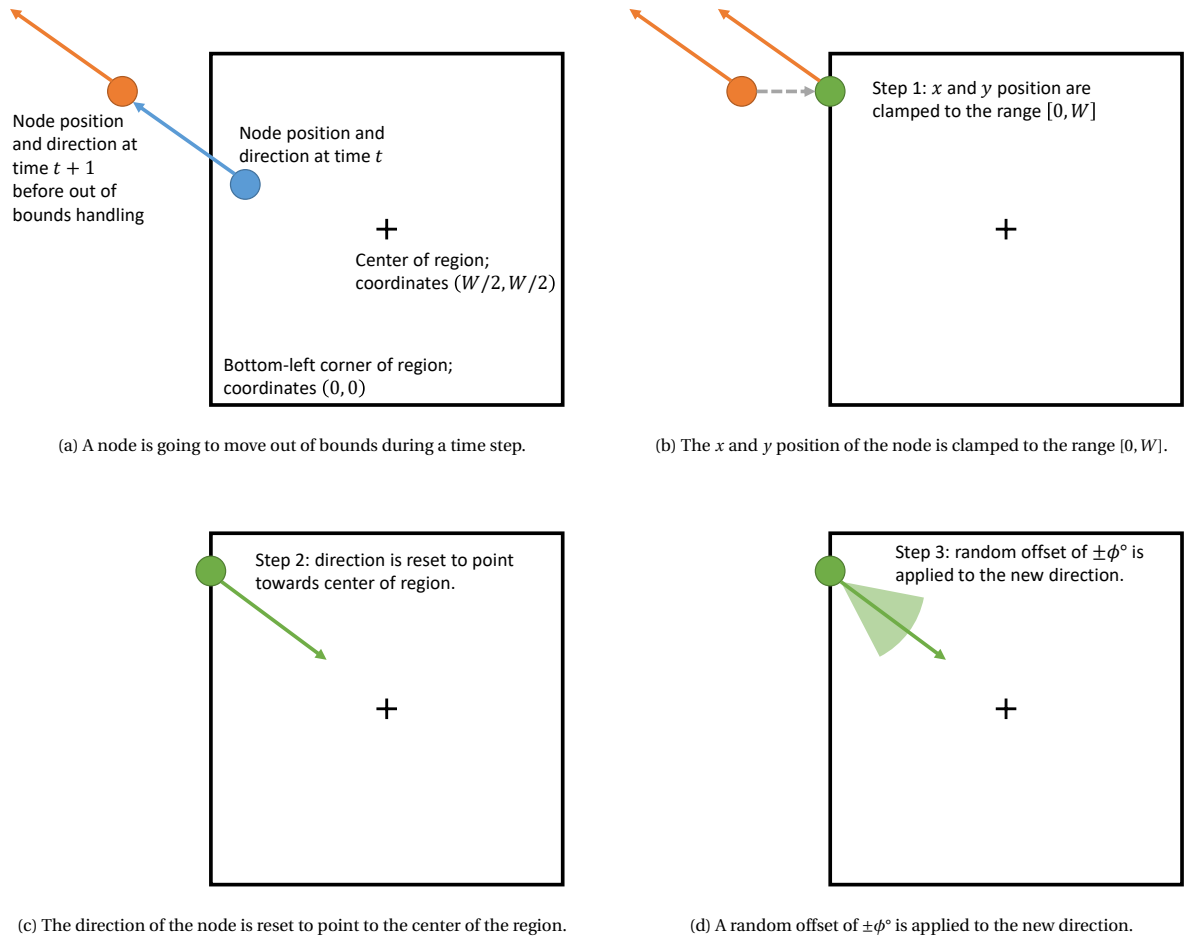 Node position
and direction at
time 𝑡 + 1
before out of
bounds handling
Node position and
direction at time 𝑡
Center of region;
coordinates (𝑊/2, 𝑊/2)
Bottom-left corner of region;
coordinates (0, 0)
(a) A node is going to move out of bounds during a time step.
Step 1: 𝑥 and 𝑦 position are
clamped to the range [0, 𝑊]
(b) The x and y position of the node is clamped to the range [0, W].
Step 2: direction is reset to point
towards center of region.
(c) The direction of the node is reset to point to the center of the region.
Step 3: random offset of ±𝜙° is
applied to the new direction.
(d) A random offset of ±ϕ° is applied to the new direction.